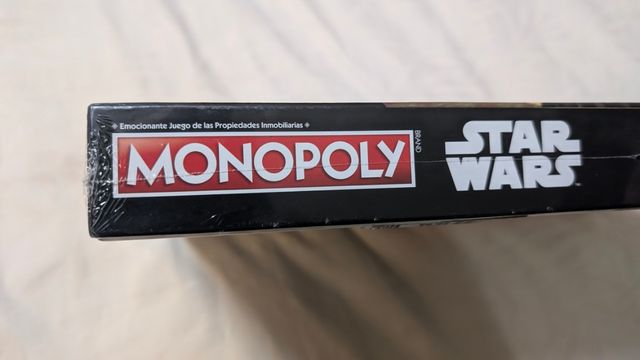 Emocionante Juego de las Propiedades Inmobiliarias
MONOPOLY
BRAND
STAR
WARS